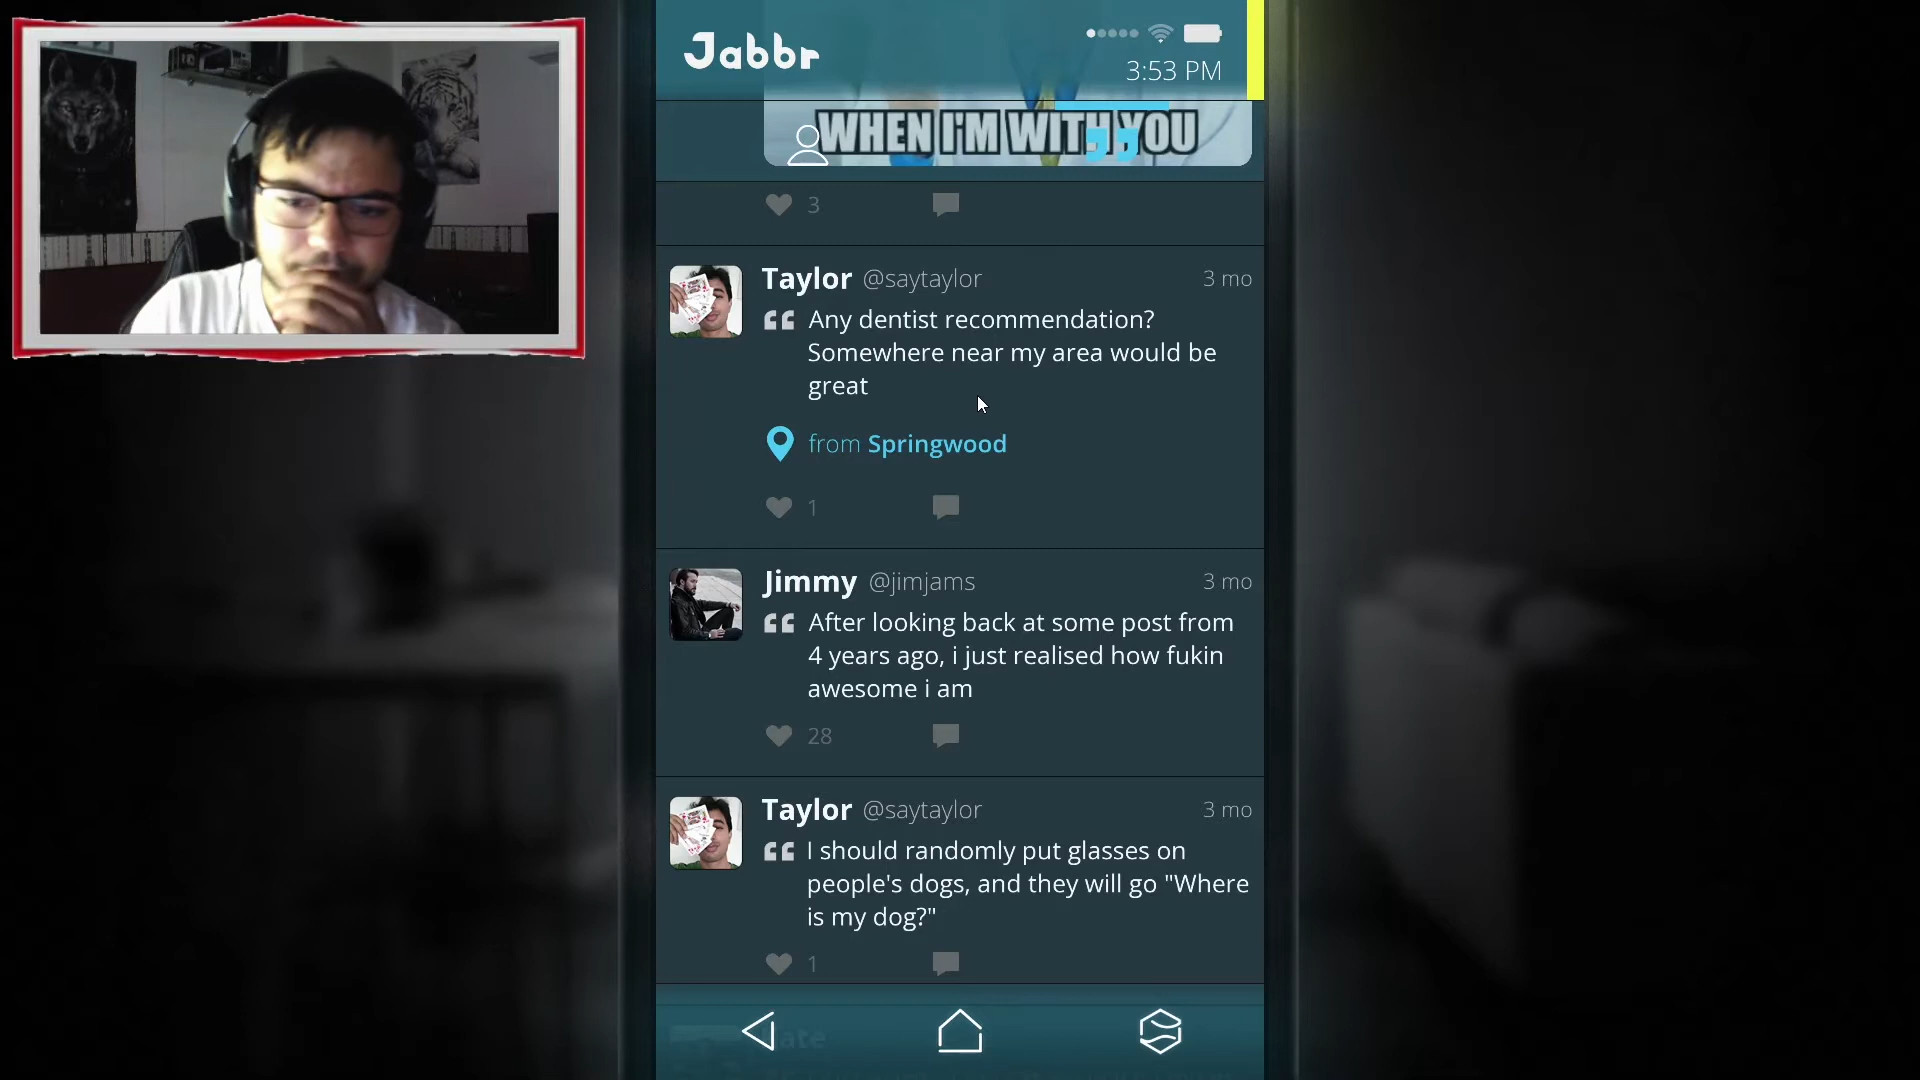 Jabbr
3:53 PM
WHEN I'M WITH YOU
3
Taylor @saytaylor 3 mo
Any dentist recommendation?
Somewhere near my area would be
great
from Springwood
1
Jimmy @jimjams 3 mo
After looking back at some post from
4 years ago, i just realised how fukin
awesome i am
28
Taylor @saytaylor 3 mo
I should randomly put glasses on
people's dogs, and they will go "Where
is my dog?"
1